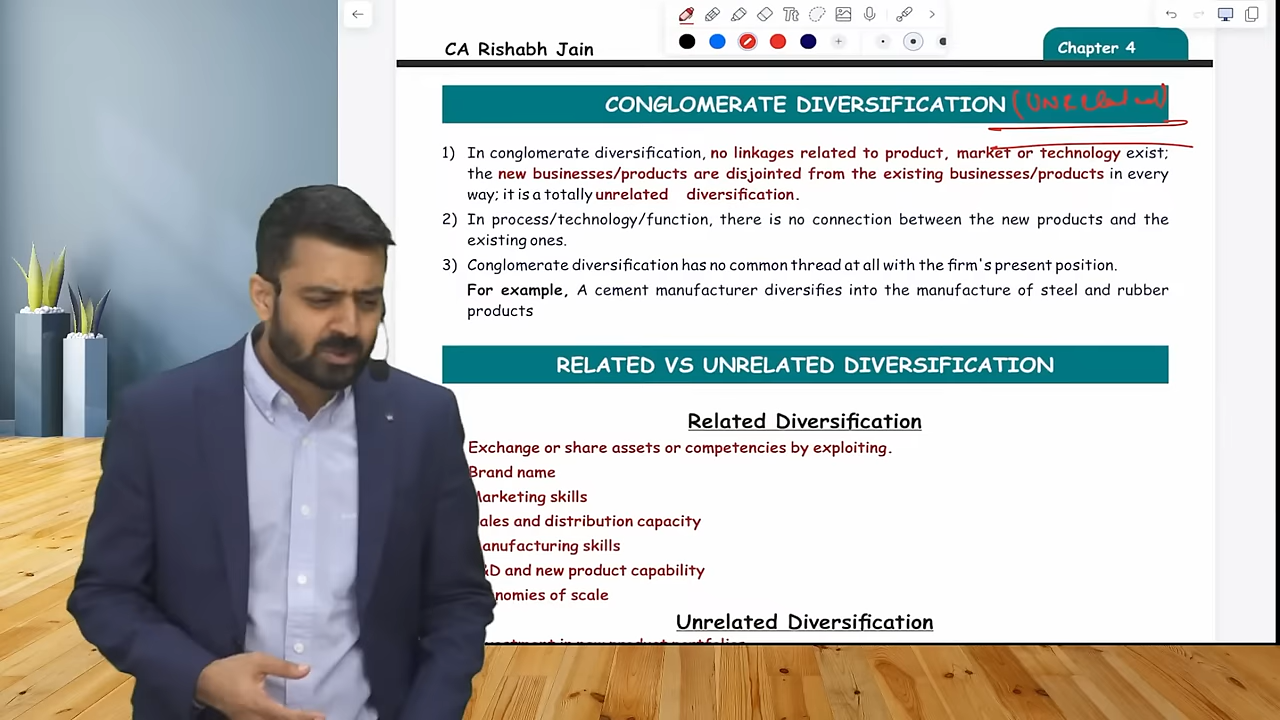 CA Rishabh Jain
Chapter 4
CONGLOMERATE DIVERSIFICATION (UNRelated)
1) In conglomerate diversification, no linkages related to product, market or technology exist;
the new businesses/products are disjointed from the existing businesses/products in every
way; it is a totally unrelated diversification.
2) In process/technology/function, there is no connection between the new products and the
existing ones.
3) Conglomerate diversification has no common thread at all with the firm's present position.
For example, A cement manufacturer diversifies into the manufacture of steel and rubber
products
RELATED VS UNRELATED DIVERSIFICATION
Related Diversification
Exchange or share assets or competencies by exploiting.
Brand name
Marketing skills
ales and distribution capacity
anufacturing skills
&D and new product capability
nomies of scale
Unrelated Diversification